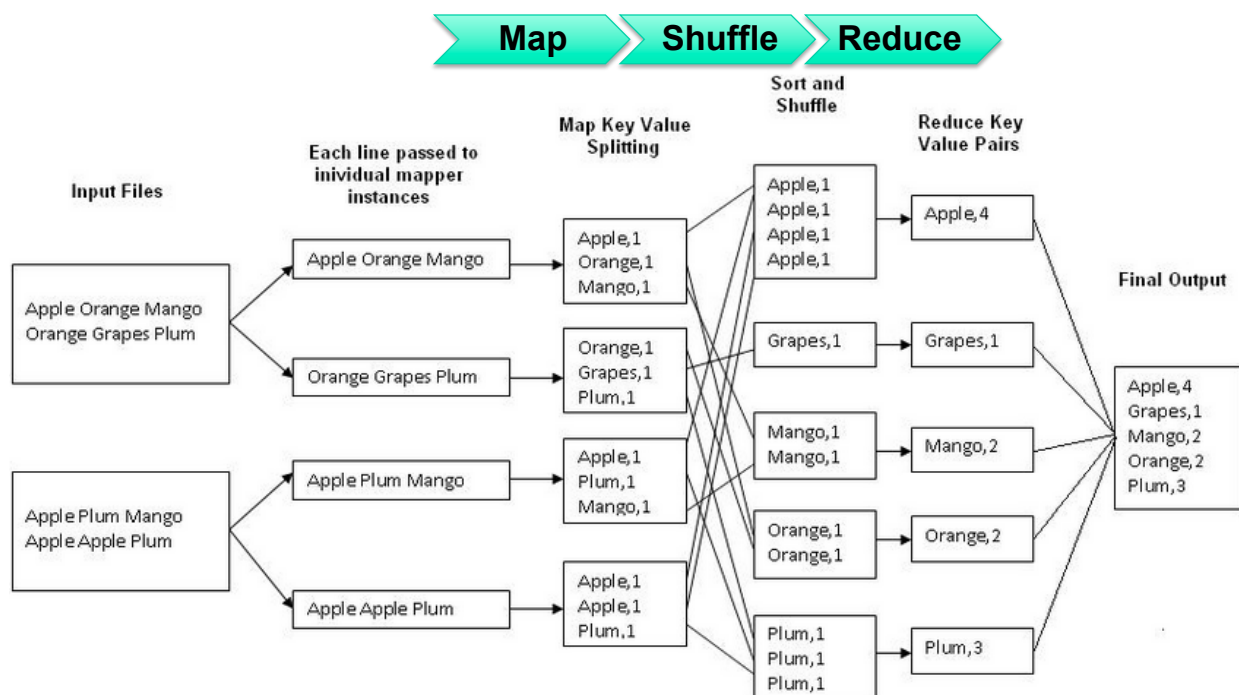 Map
Shuffle
Reduce
Input Files
Each line passed to
inividual mapper
instances
Map Key Value
Splitting
Sort and
Shuffle
Reduce Key
Value Pairs
Final Output
Apple Orange Mango
Orange Grapes Plum
Apple Plum Mango
Apple Apple Plum
Apple Orange Mango
Orange Grapes Plum
Apple Plum Mango
Apple Apple Plum
Apple,1
Orange,1
Mango,1
Orange,1
Grapes,1
Plum,1
Apple,1
Plum,1
Mango,1
Apple,1
Apple,1
Plum,1
Apple,1
Apple,1
Apple,1
Apple,1
Grapes,1
Mango,1
Mango,1
Orange,1
Orange,1
Plum,1
Plum,1
Plum,1
Apple,4
Grapes,1
Mango,2
Orange,2
Plum,3
Apple,4
Grapes,1
Mango,2
Orange,2
Plum,3